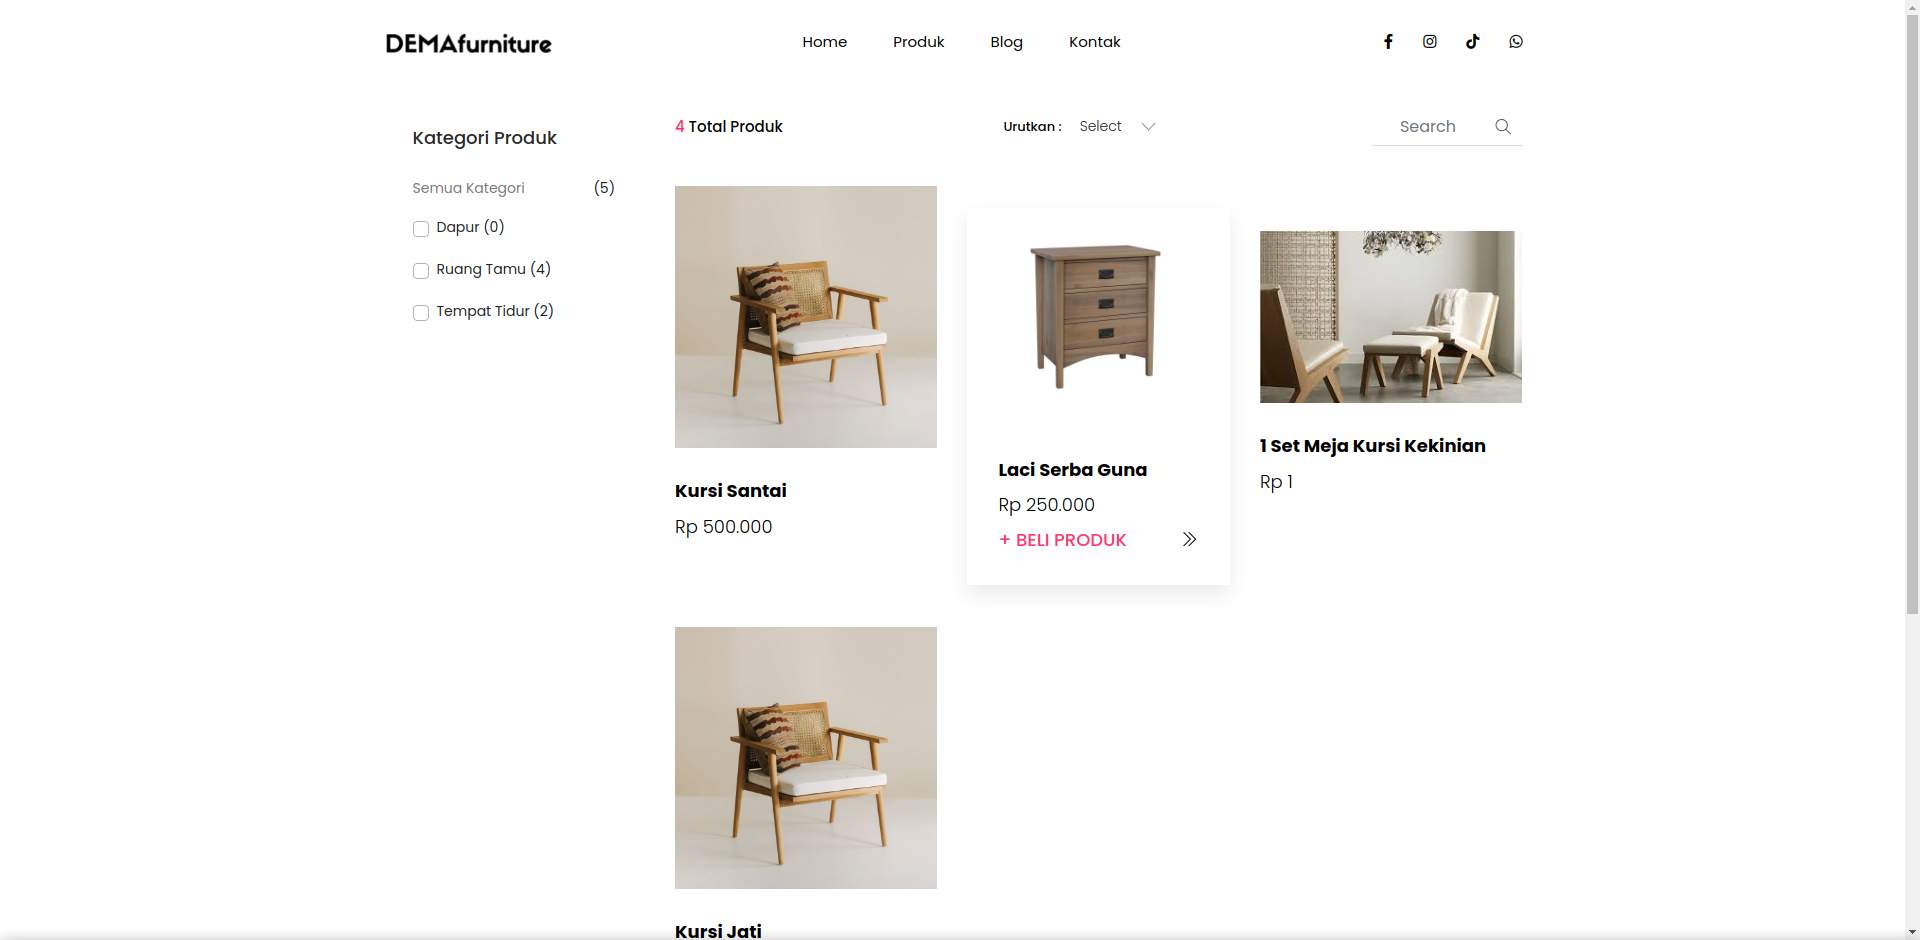 DEMAfurniture
Home
Produk
Blog
Kontak
Kategori Produk
Semua Kategori (5)
Dapur (0)
Ruang Tamu (4)
Tempat Tidur (2)
4 Total Produk
Urutkan : Select
Search
Kursi Santai
Rp 500.000
Laci Serba Guna
Rp 250.000
+ BELI PRODUK
1 Set Meja Kursi Kekinian
Rp 1
Kursi Jati